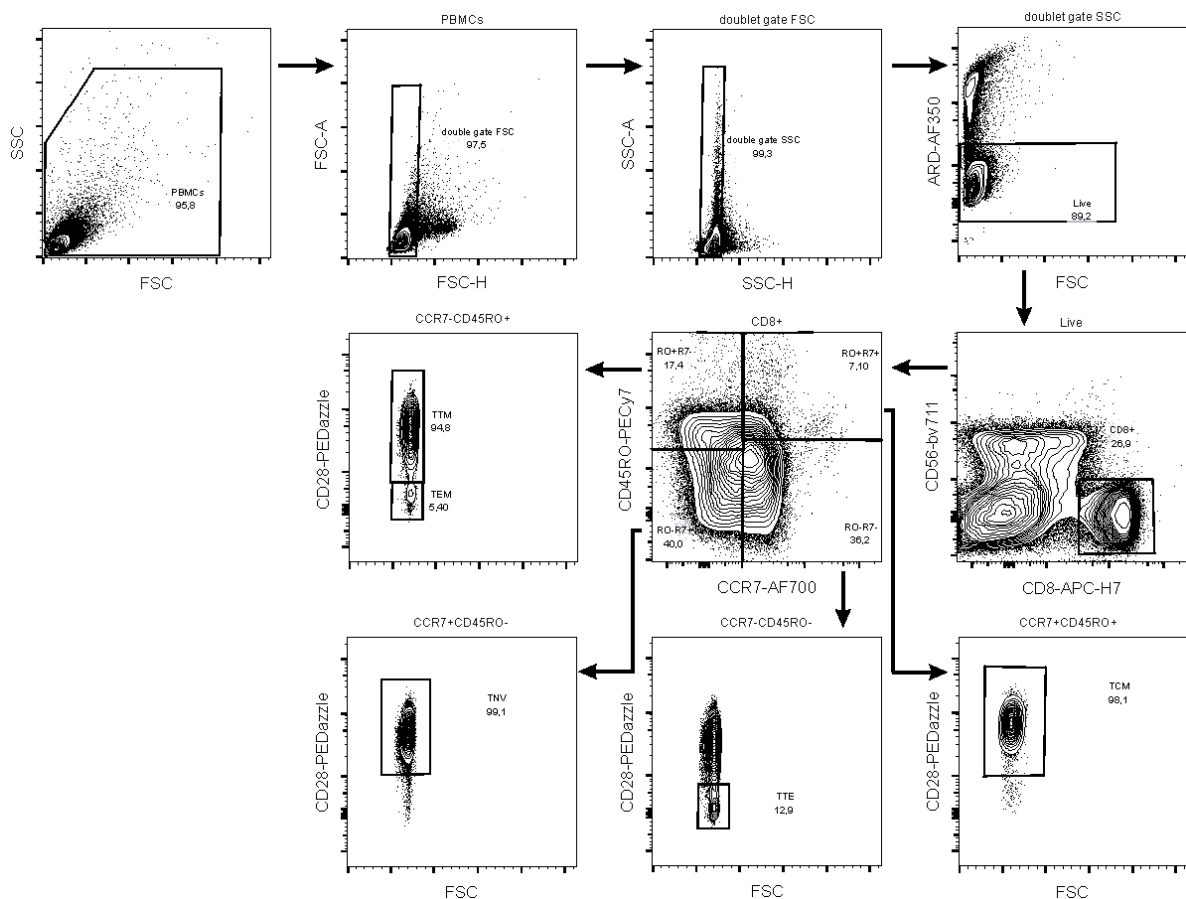 PBMCs
doublet gate FSC
doublet gate SSC
SSC
PBMCs
95,8
FSC
FSC-A
double gate FSC
97,5
FSC-H
SSC-A
double gate SSC
99,3
SSC-H
ARD-AF350
Live
89,2
FSC
CCR7-CD45RO+
CD8+
Live
CD28-PEDazzle
TTM
94,8
TEM
5,40
CD45RO-PECy7
RO+R7-
17,4
RO+R7+
7,10
RO-R7+
40,0
RO-R7-
36,2
CCR7-AF700
CD56-bv711
CD8+
26,9
CD8-APC-H7
CCR7+CD45RO-
CCR7-CD45RO-
CCR7+CD45RO+
CD28-PEDazzle
TNV
99,1
FSC
CD28-PEDazzle
TTE
12,9
FSC
CD28-PEDazzle
TCM
98,1
FSC